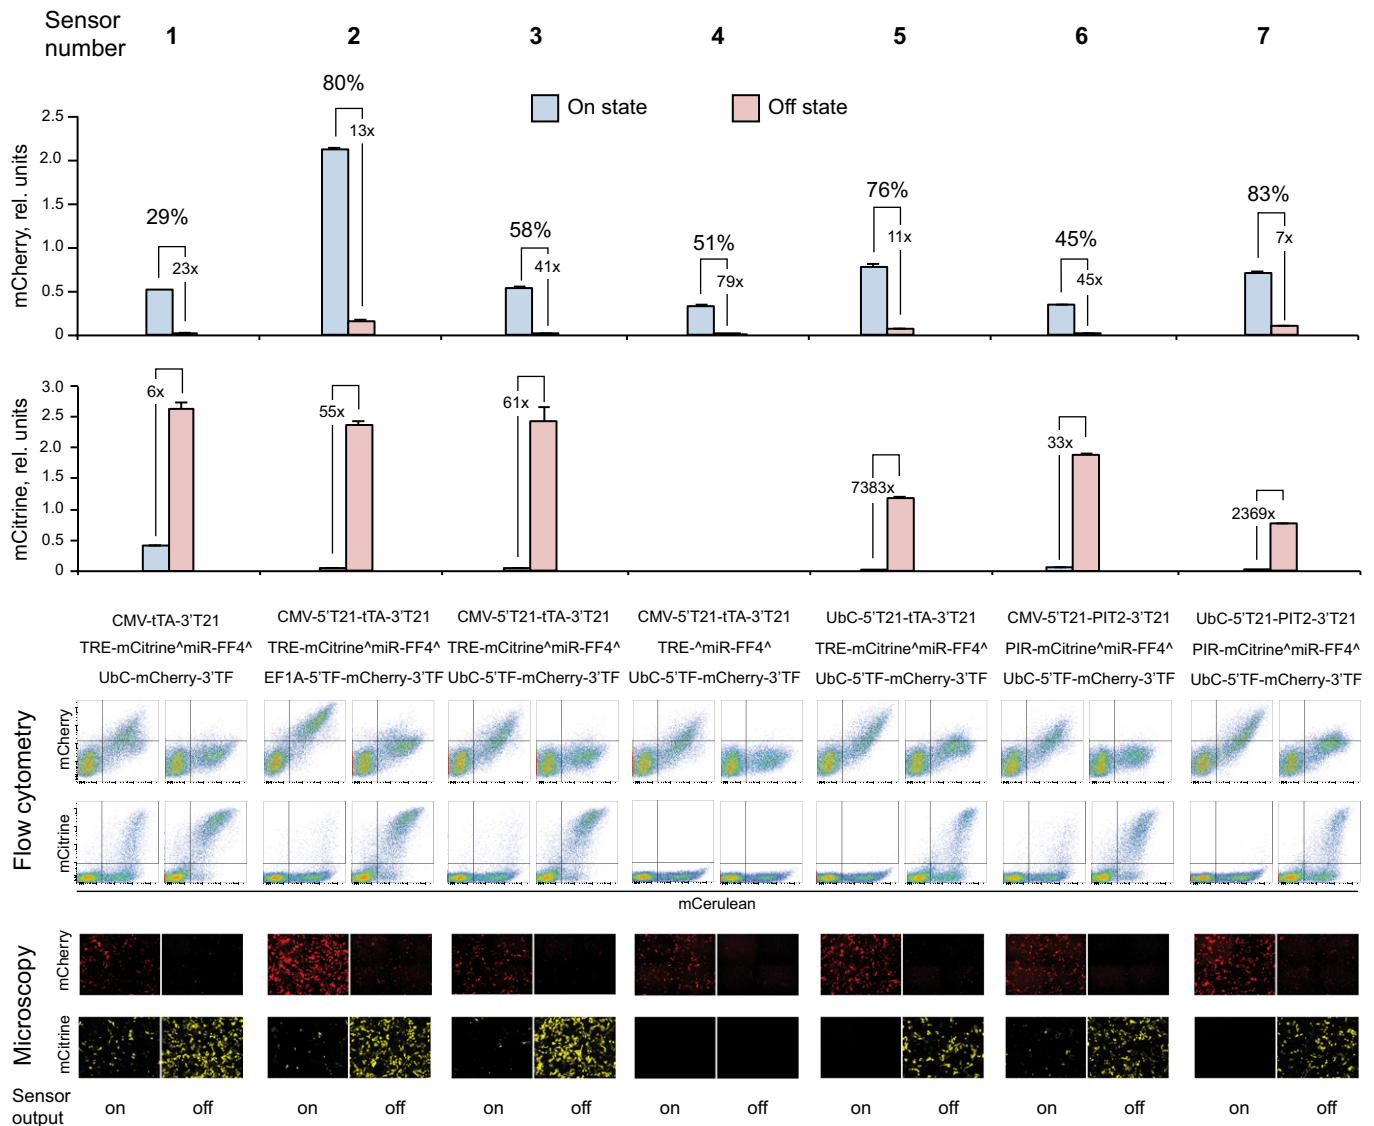 Sensor number 1 2 3 4 5 6 7
On state Off state
mCherry, rel. units
2.5
2.0
1.5
1.0
0.5
0
29% 80% 58% 51% 76% 45% 83%
23x 13x 41x 79x 11x 45x 7x
mCitrine, rel. units
3.0
2.5
2.0
1.5
1.0
0.5
0
6x 55x 61x 7383x 33x 2369x
CMV-tTA-3'T21 CMV-5'T21-tTA-3'T21 CMV-5'T21-tTA-3'T21 CMV-5'T21-tTA-3'T21 UbC-5'T21-tTA-3'T21 CMV-5'T21-PIT2-3'T21 UbC-5'T21-PIT2-3'T21
TRE-mCitrine^miR-FF4^ TRE-mCitrine^miR-FF4^ TRE-mCitrine^miR-FF4^ TRE-^miR-FF4^ TRE-mCitrine^miR-FF4^ PIR-mCitrine^miR-FF4^ PIR-mCitrine^miR-FF4^
UbC-mCherry-3'TF EF1A-5'TF-mCherry-3'TF UbC-5'TF-mCherry-3'TF UbC-5'TF-mCherry-3'TF UbC-5'TF-mCherry-3'TF UbC-5'TF-mCherry-3'TF UbC-5'TF-mCherry-3'TF
Flow cytometry
mCherry
mCitrine
mCerulean
Microscopy
mCherry
mCitrine
Sensor output on off on off on off on off on off on off on off